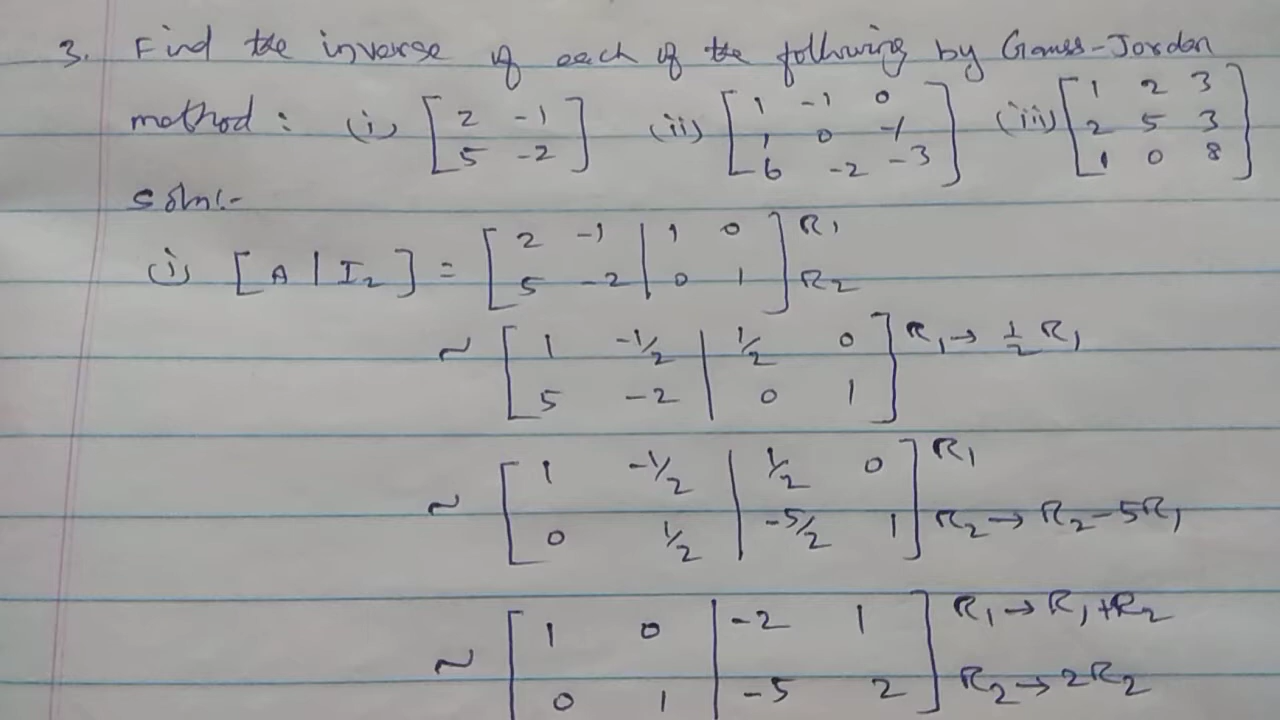 3. Find the inverse of each of the following by Gauss-Jordan
method: (i) [2 -1; 5 -2] (ii) [1 -1 0; 1 0 -1; 6 -2 -3] (iii) [1 2 3; 2 5 3; 1 0 8]
soln:-
(i) [A | I₂] = [2 -1 | 1 0; 5 -2 | 0 1] R₁ R₂
~ [1 -1/2 | 1/2 0; 5 -2 | 0 1] R₁→ 1/2 R₁
~ [1 -1/2 | 1/2 0; 0 1/2 | -5/2 1] R₁ R₂→ R₂-5R₁
~ [1 0 | -2 1; 0 1 | -5 2] R₁→R₁+R₂ R₂→2R₂